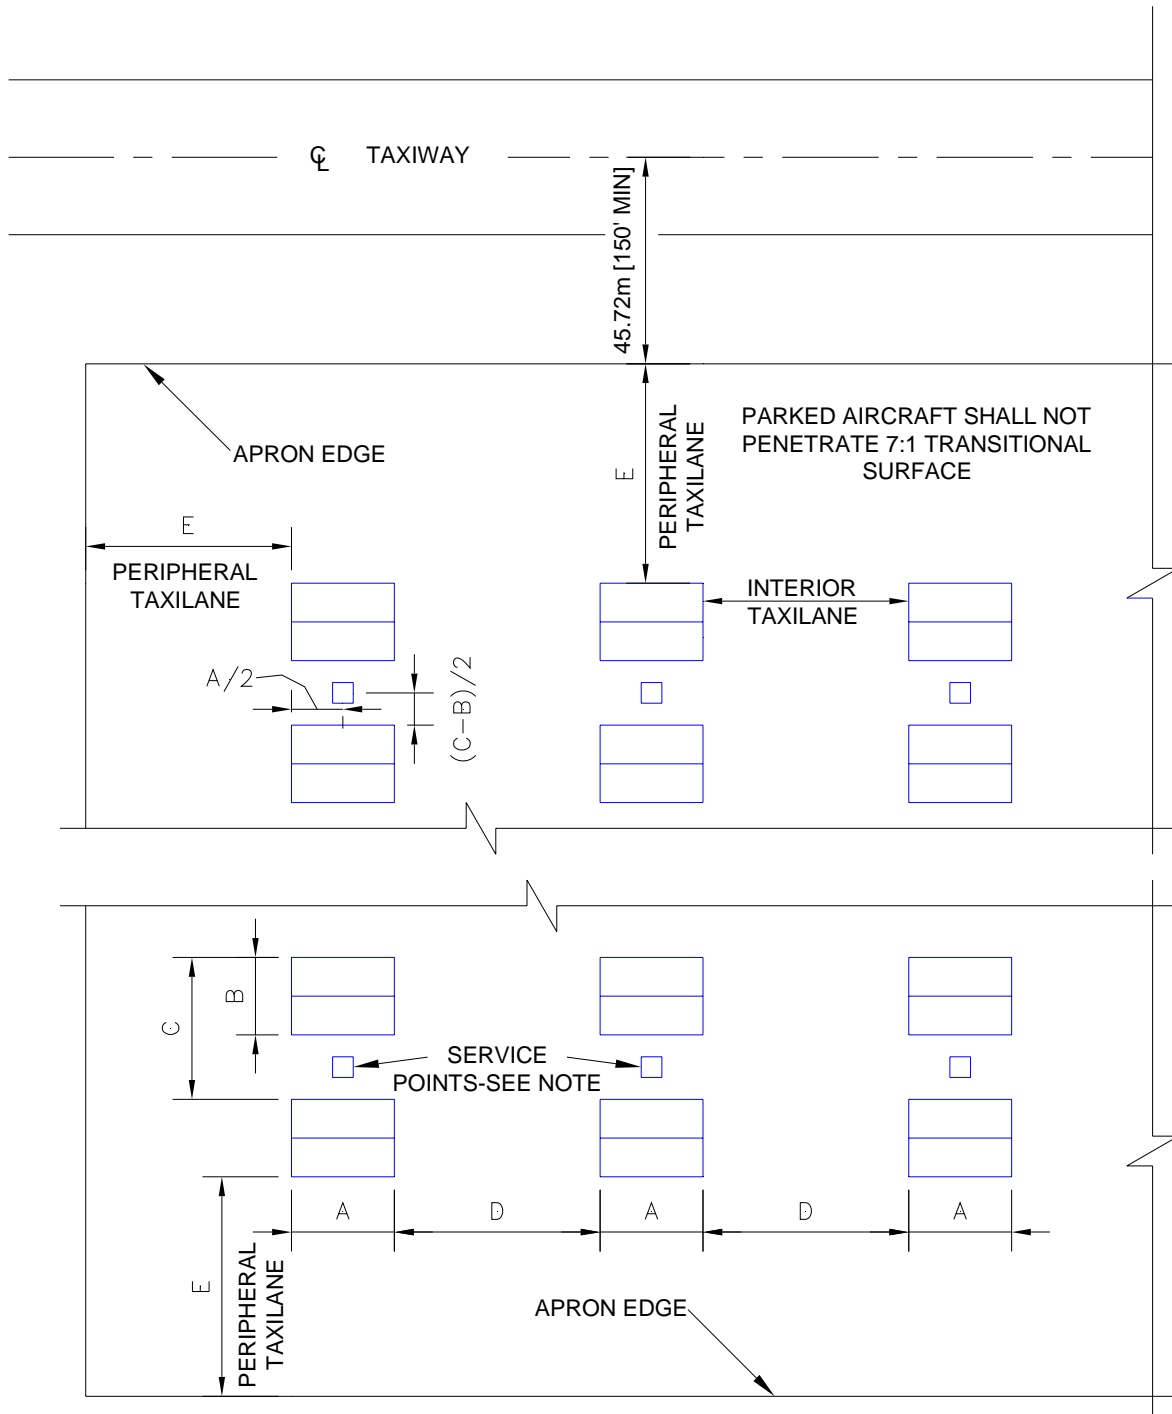 ℄ TAXIWAY
45.72m [150' MIN]
APRON EDGE
PARKED AIRCRAFT SHALL NOT
PENETRATE 7:1 TRANSITIONAL
SURFACE
E
PERIPHERAL
TAXILANE
E
PERIPHERAL
TAXILANE
INTERIOR
TAXILANE
A/2
(C-B)/2
B
C
SERVICE
POINTS-SEE NOTE
A
D
A
D
A
E
PERIPHERAL
TAXILANE
APRON EDGE